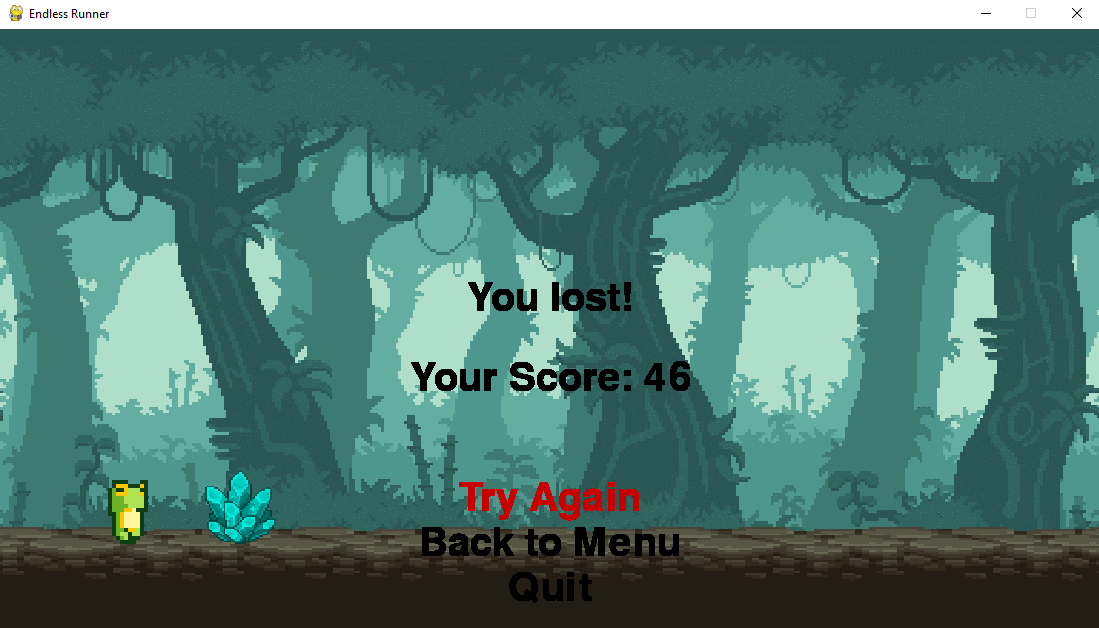 Endless Runner
You lost!
Your Score: 46
Try Again
Back to Menu
Quit